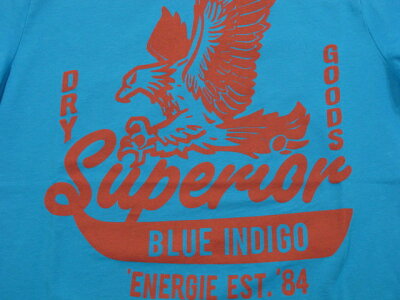 DRY
GOODS
Superior
BLUE INDIGO
'ENERGIE EST. '84